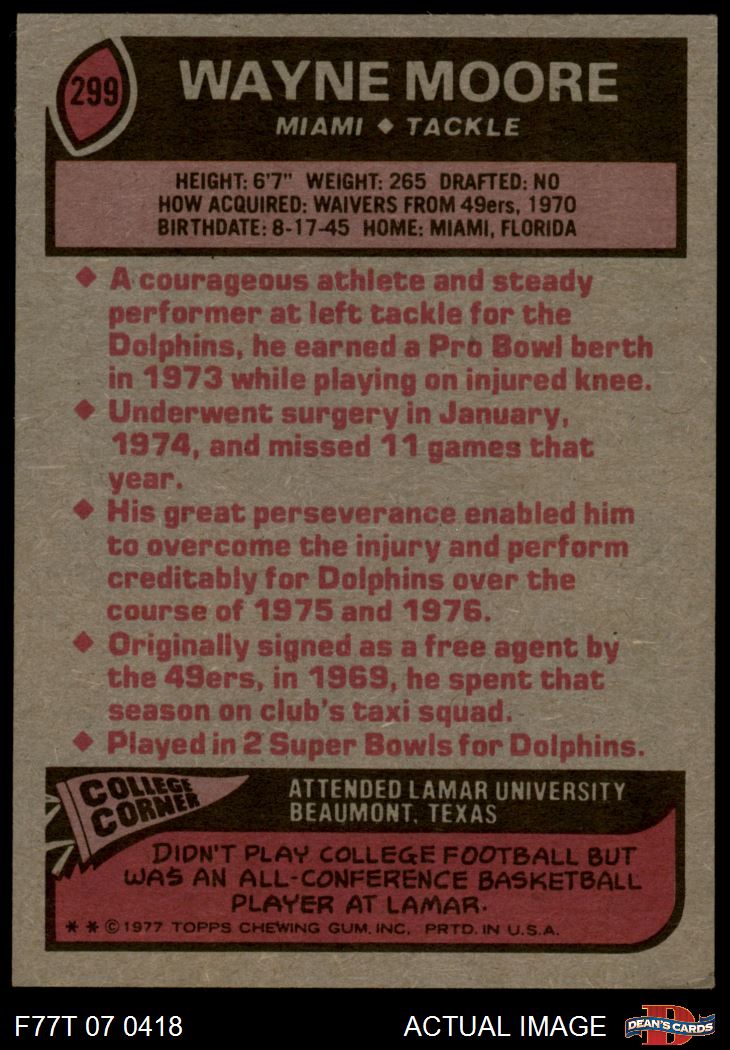 299
WAYNE MOORE
MIAMI ◆ TACKLE
HEIGHT: 6'7" WEIGHT: 265 DRAFTED: NO
HOW ACQUIRED: WAIVERS FROM 49ers, 1970
BIRTHDATE: 8-17-45 HOME: MIAMI, FLORIDA
◆ A courageous athlete and steady
performer at left tackle for the
Dolphins, he earned a Pro Bowl berth
in 1973 while playing on injured knee.
◆ Underwent surgery in January,
1974, and missed 11 games that
year.
◆ His great perseverance enabled him
to overcome the injury and perform
creditably for Dolphins over the
course of 1975 and 1976.
◆ Originally signed as a free agent by
the 49ers, in 1969, he spent that
season on club's taxi squad.
◆ Played in 2 Super Bowls for Dolphins.
COLLEGE
CORNER
ATTENDED LAMAR UNIVERSITY
BEAUMONT, TEXAS
DIDN'T PLAY COLLEGE FOOTBALL BUT
WAS AN ALL-CONFERENCE BASKETBALL
PLAYER AT LAMAR.
* * © 1977 TOPPS CHEWING GUM, INC. PRTD. IN U.S.A.
F77T 07 0418
ACTUAL IMAGE
D
DEAN'S CARDS